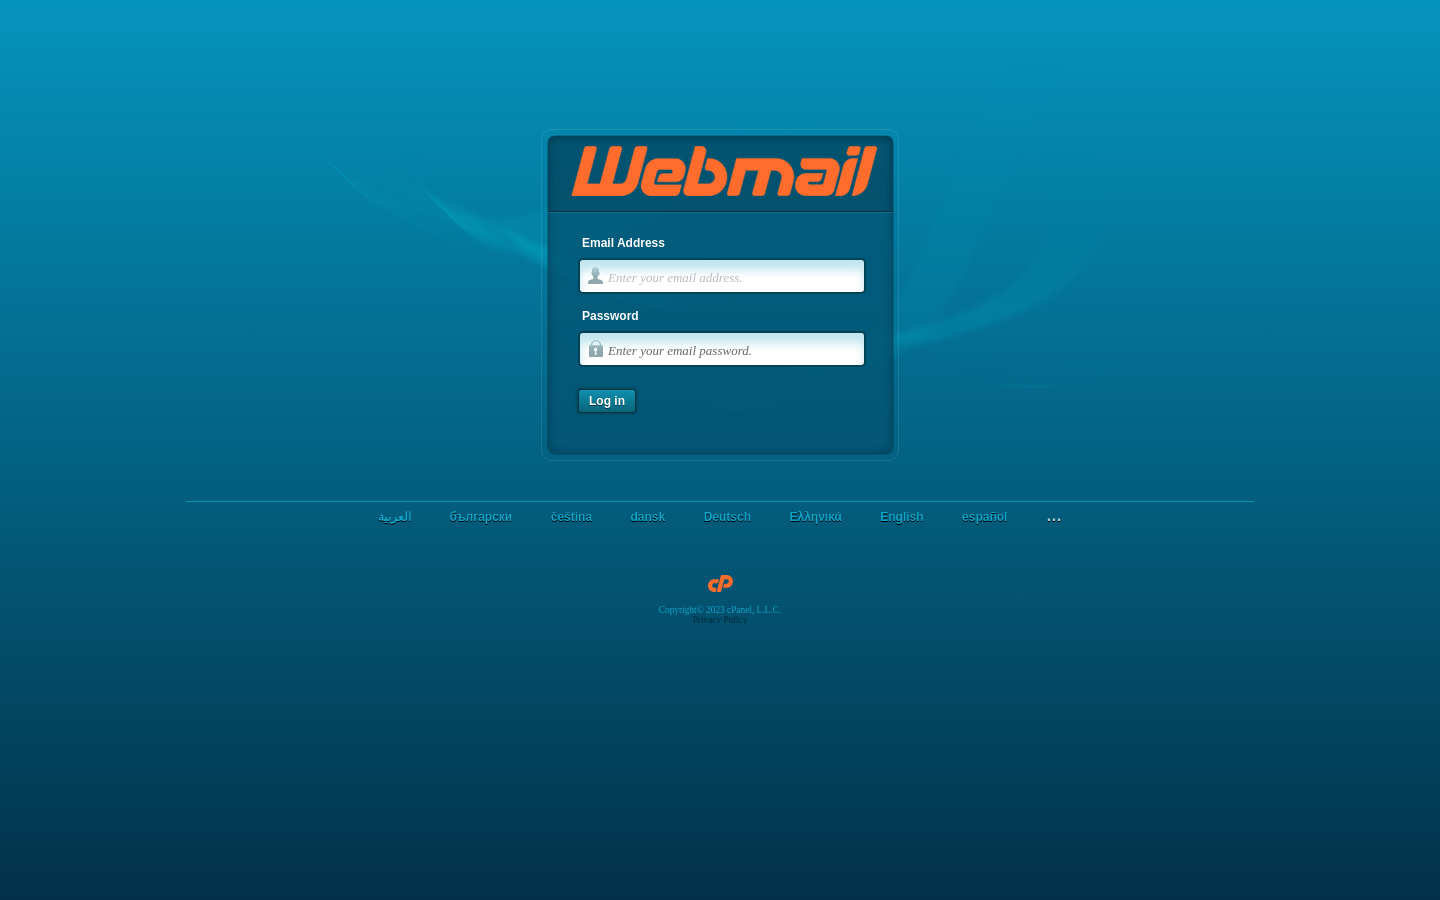 Webmail
Email Address
Enter your email address.
Password
Enter your email password.
Log in
العربية български čeština dansk Deutsch Ελληνικά English español …
cP
Copyright© 2023 cPanel, L.L.C.
Privacy Policy